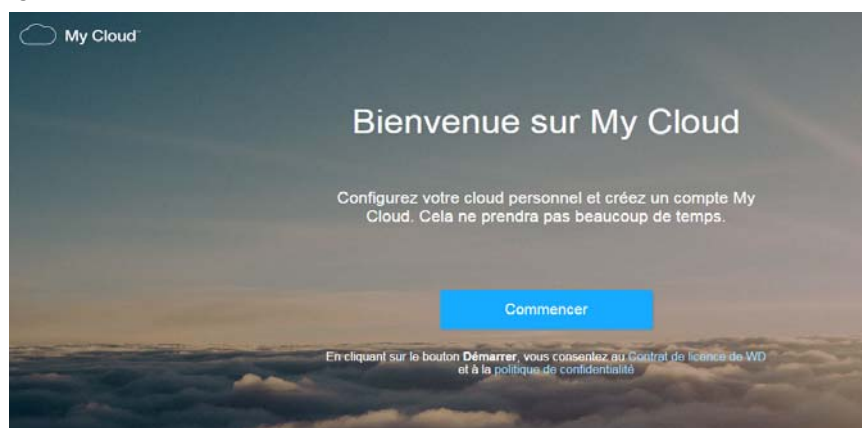 My Cloud™
Bienvenue sur My Cloud
Configurez votre cloud personnel et créez un compte My
Cloud. Cela ne prendra pas beaucoup de temps.
Commencer
En cliquant sur le bouton Démarrer, vous consentez au Contrat de licence de WD
et à la politique de confidentialité